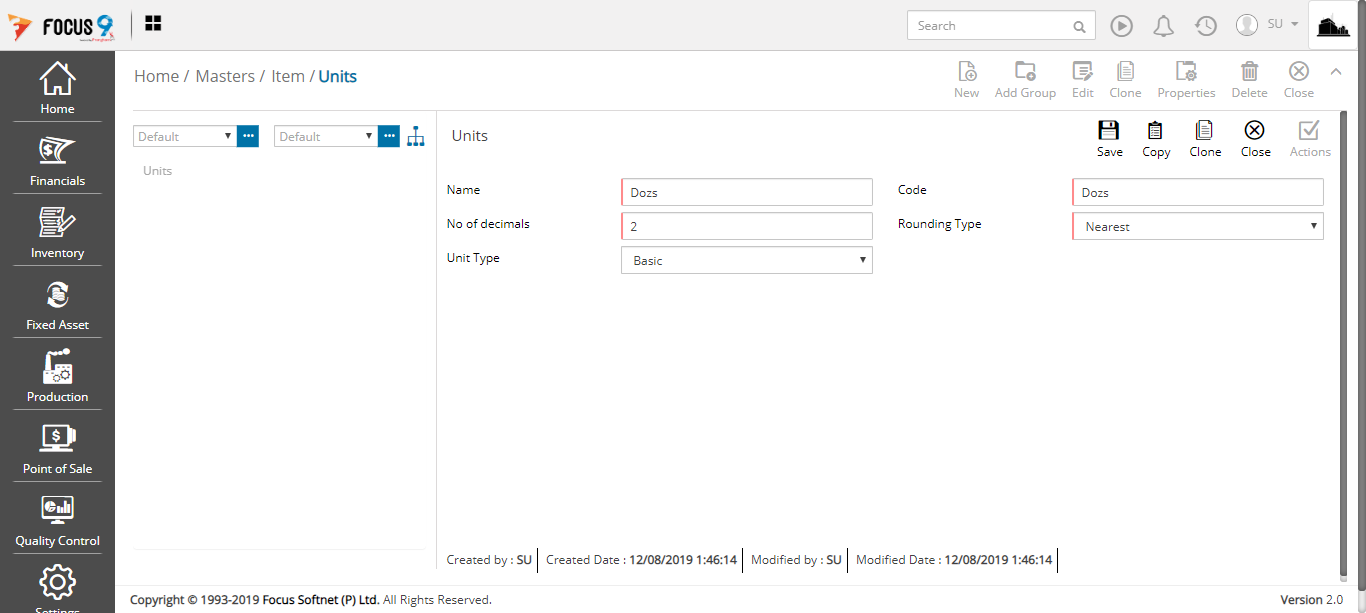 FOCUS 9
Search
SU
Home / Masters / Item / Units
New
Add Group
Edit
Clone
Properties
Delete
Close
Home
Financials
Inventory
Fixed Asset
Production
Point of Sale
Quality Control
Settings
Default
Default
Units
Units
Save
Copy
Clone
Close
Actions
Name
Dozs
Code
Dozs
No of decimals
2
Rounding Type
Nearest
Unit Type
Basic
Created by : SU
Created Date : 12/08/2019 1:46:14
Modified by : SU
Modified Date : 12/08/2019 1:46:14
Copyright © 1993-2019 Focus Softnet (P) Ltd. All Rights Reserved.
Version 2.0